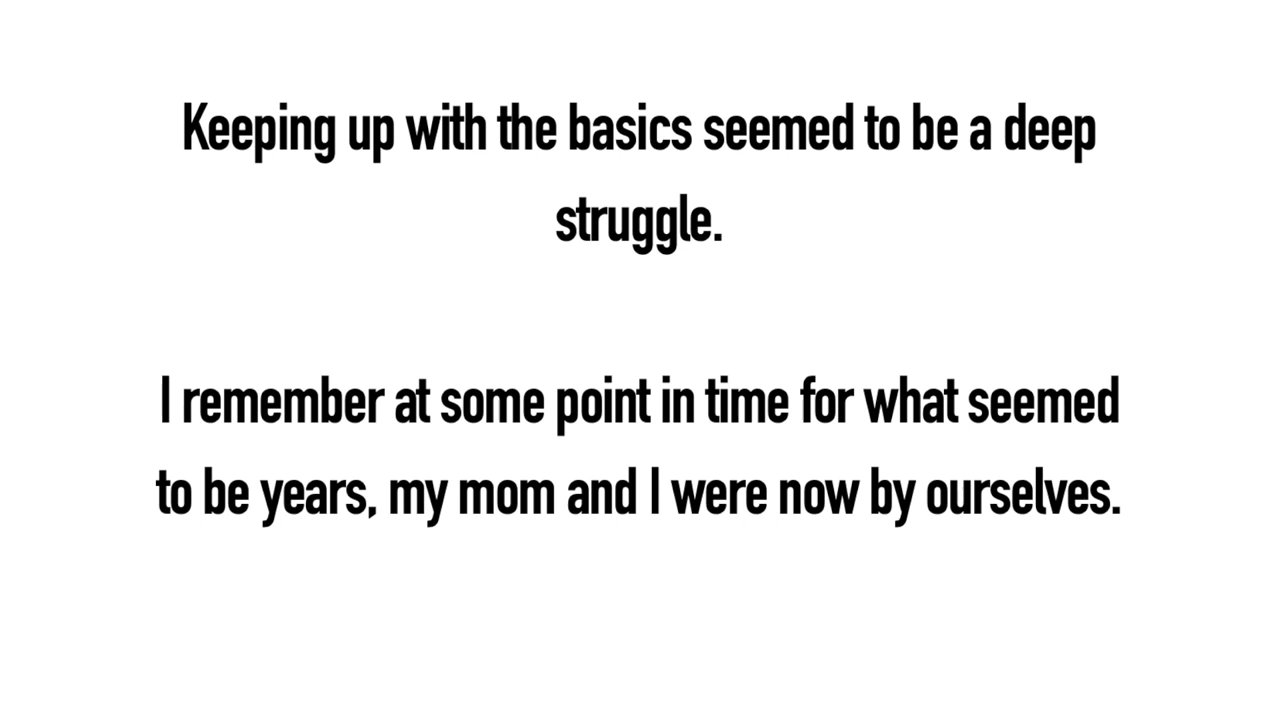 Keeping up with the basics seemed to be a deep
struggle.
I remember at some point in time for what seemed
to be years, my mom and I were now by ourselves.